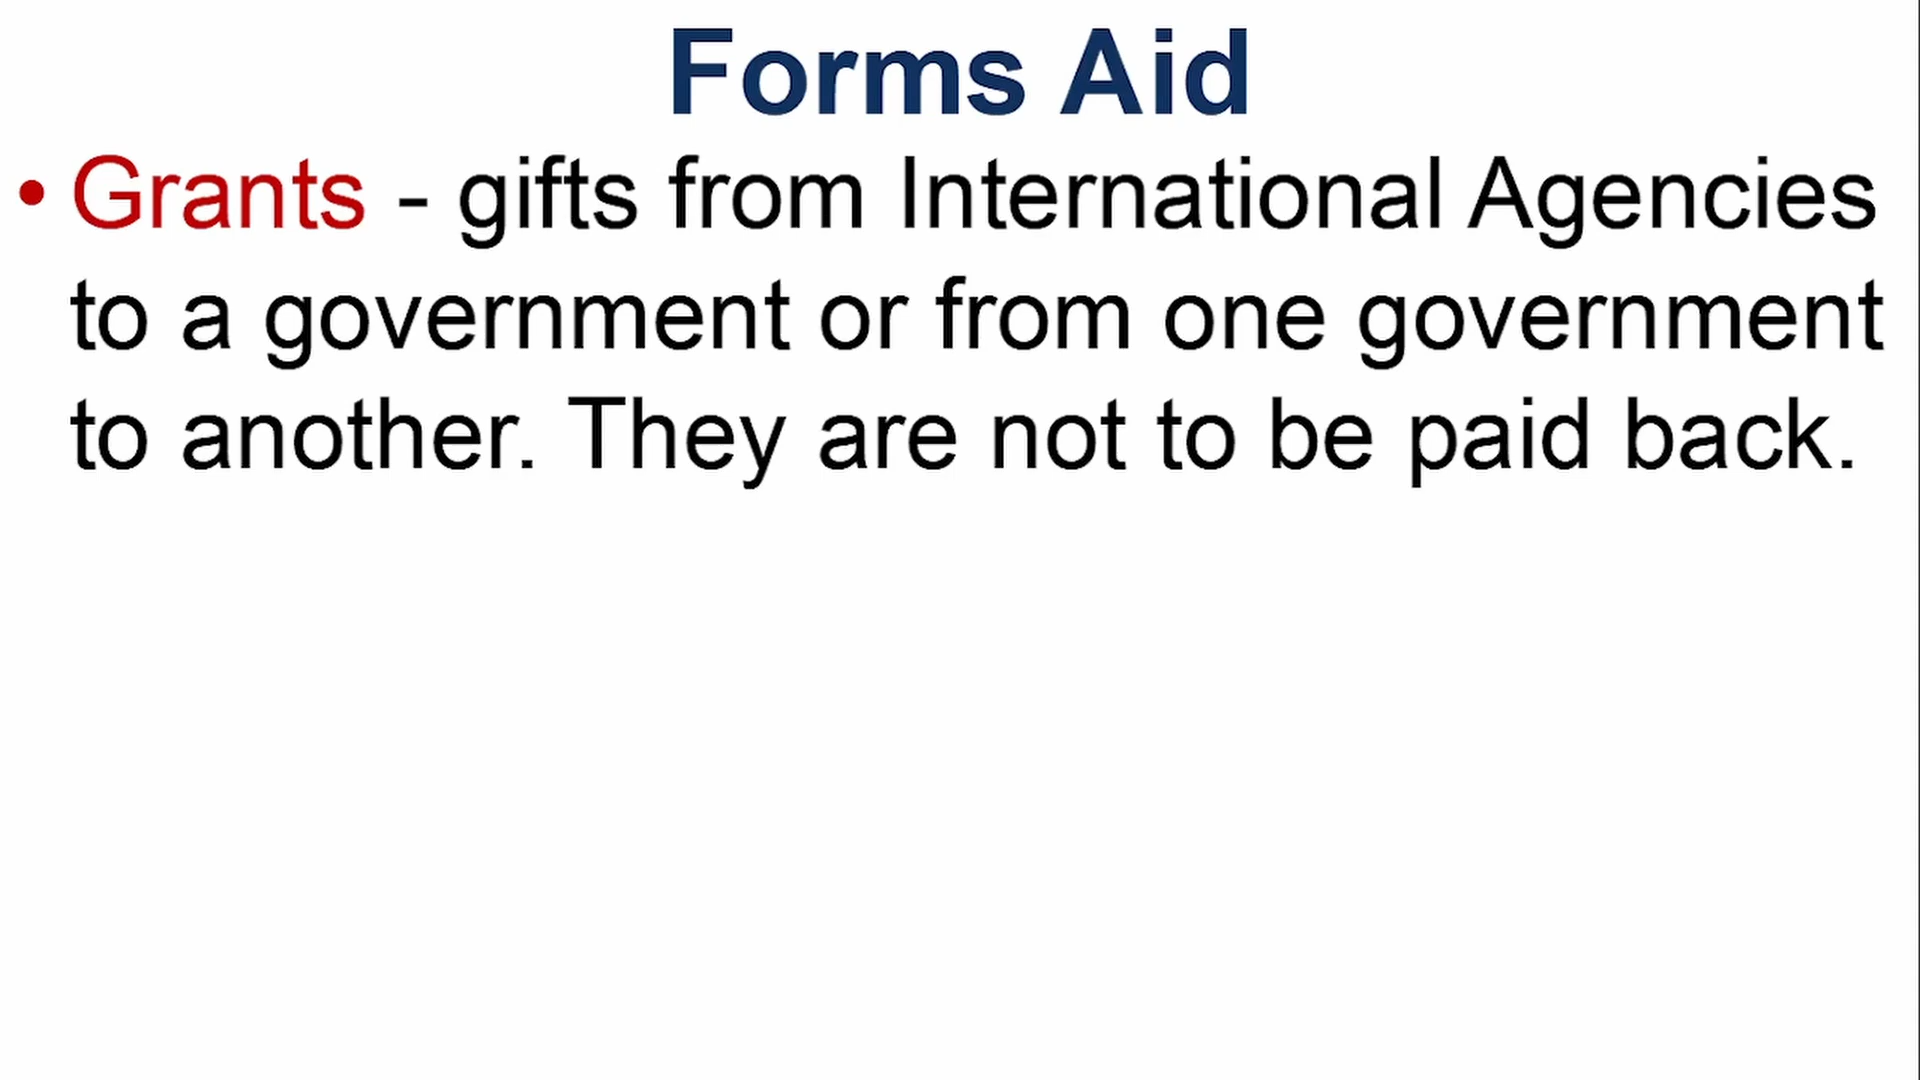 Forms Aid
• Grants - gifts from International Agencies
to a government or from one government
to another. They are not to be paid back.